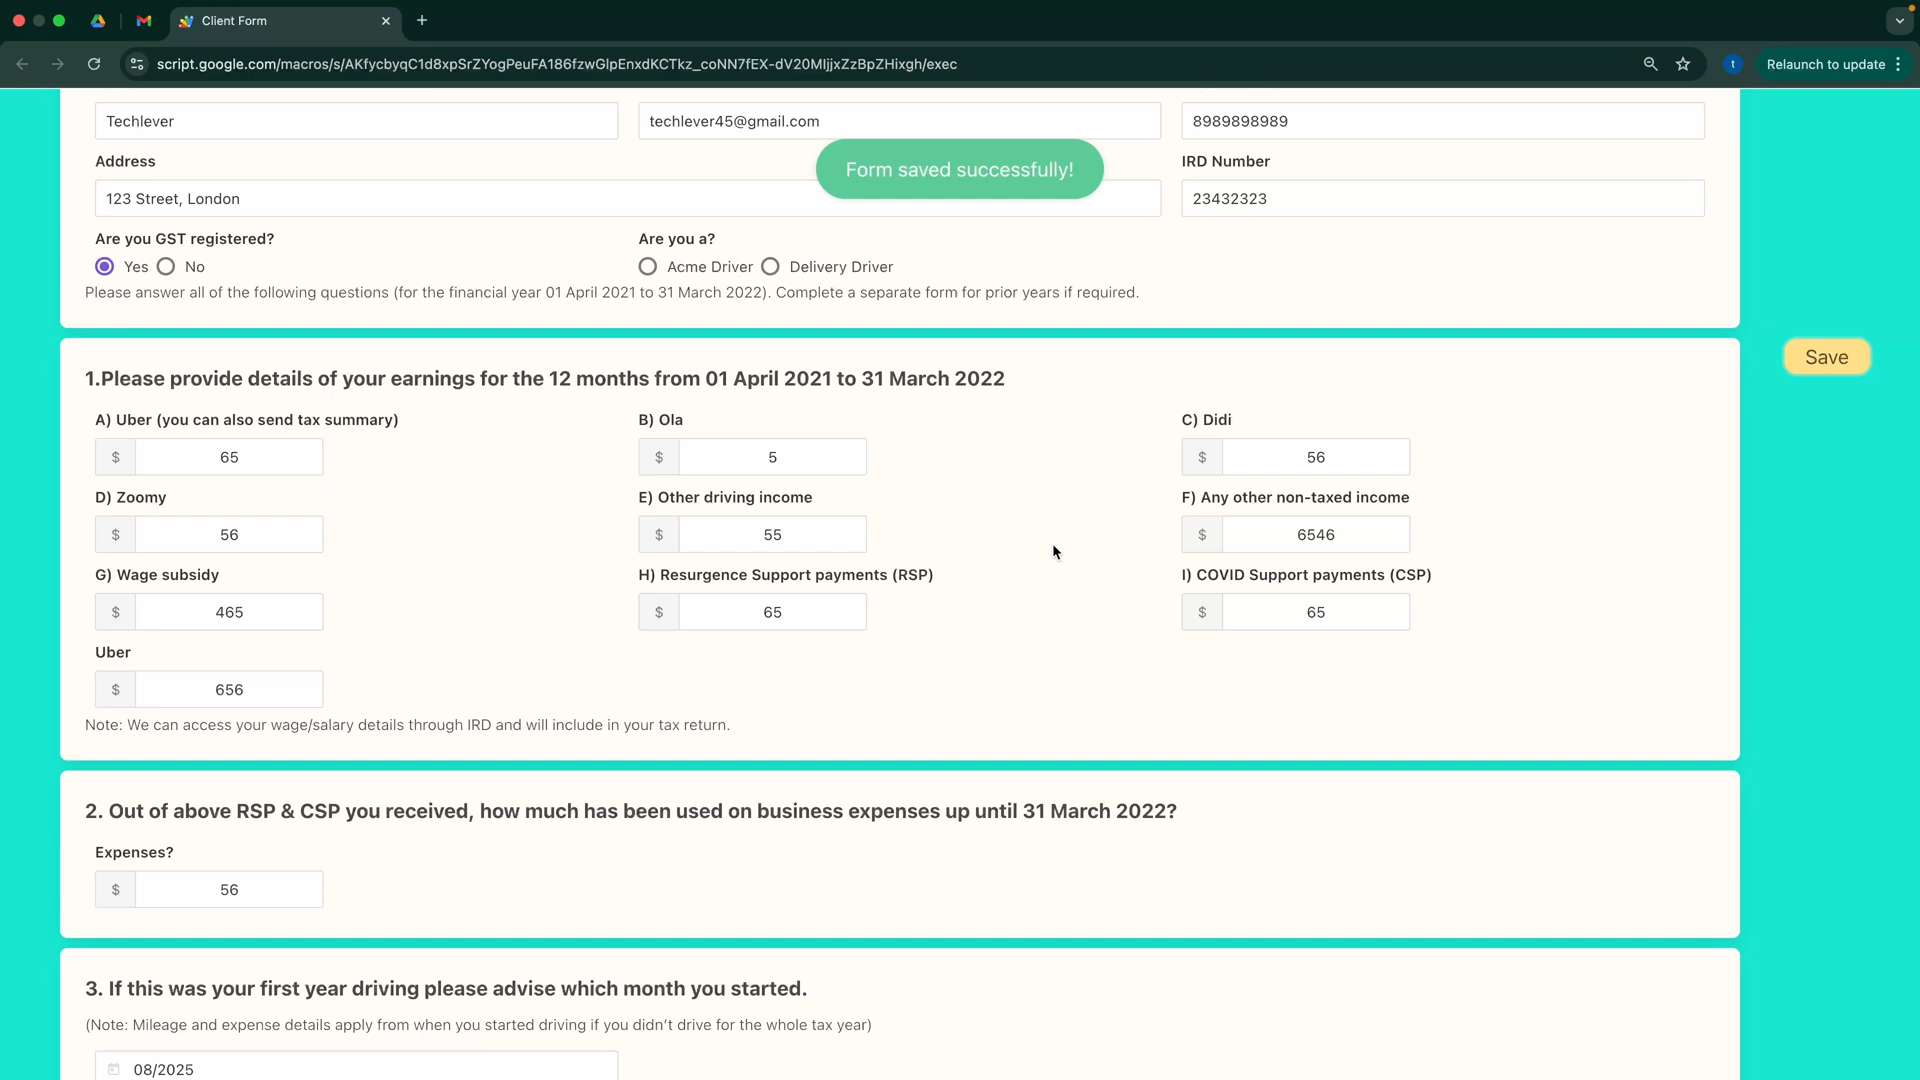 Client Form
script.google.com/macros/s/AKfycbyqC1d8xpSrZYogPeuFA186fzwGlpEnxdKCTkz_coNN7fEX-dV20MIjjxZzBpZHixgh/exec
t
Relaunch to update
Techlever
techlever45@gmail.com
8989898989
Form saved successfully!
Address
IRD Number
123 Street, London
23432323
Are you GST registered?
Are you a?
Yes
No
Acme Driver
Delivery Driver
Please answer all of the following questions (for the financial year 01 April 2021 to 31 March 2022). Complete a separate form for prior years if required.
Save
1.Please provide details of your earnings for the 12 months from 01 April 2021 to 31 March 2022
A) Uber (you can also send tax summary)
B) Ola
C) Didi
$ 65
$ 5
$ 56
D) Zoomy
E) Other driving income
F) Any other non-taxed income
$ 56
$ 55
$ 6546
G) Wage subsidy
H) Resurgence Support payments (RSP)
I) COVID Support payments (CSP)
$ 465
$ 65
$ 65
Uber
$ 656
Note: We can access your wage/salary details through IRD and will include in your tax return.
2. Out of above RSP & CSP you received, how much has been used on business expenses up until 31 March 2022?
Expenses?
$ 56
3. If this was your first year driving please advise which month you started.
(Note: Mileage and expense details apply from when you started driving if you didn't drive for the whole tax year)
08/2025